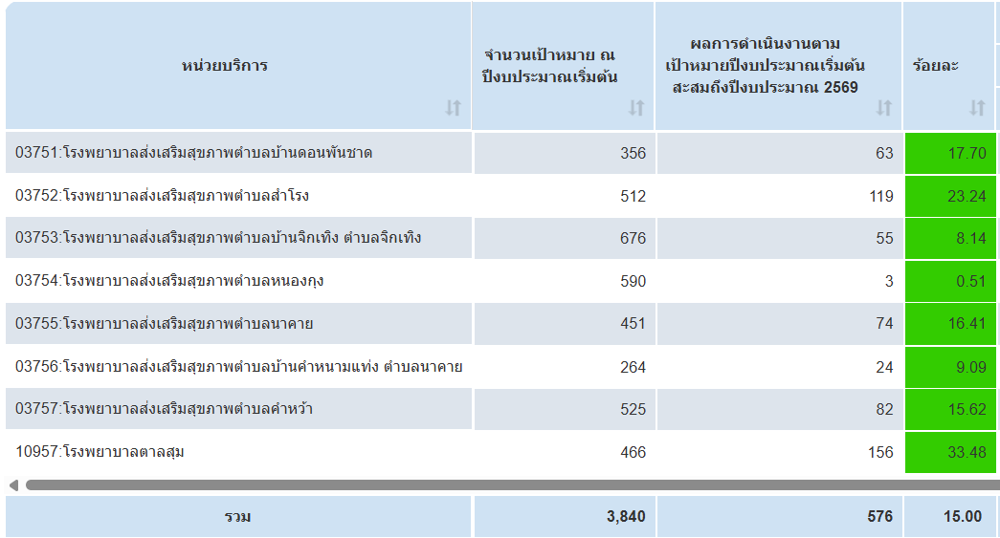 หน่วยบริการ
จำนวนเป้าหมาย ณ
ปีงบประมาณเริ่มต้น
ผลการดำเนินงานตาม
เป้าหมายปีงบประมาณเริ่มต้น
สะสมถึงปีงบประมาณ 2569
ร้อยละ
03751:โรงพยาบาลส่งเสริมสุขภาพตำบลบ้านดอนพันชาด 356 63 17.70
03752:โรงพยาบาลส่งเสริมสุขภาพตำบลสำโรง 512 119 23.24
03753:โรงพยาบาลส่งเสริมสุขภาพตำบลบ้านจิกเทิง ตำบลจิกเทิง 676 55 8.14
03754:โรงพยาบาลส่งเสริมสุขภาพตำบลหนองกุง 590 3 0.51
03755:โรงพยาบาลส่งเสริมสุขภาพตำบลนาคาย 451 74 16.41
03756:โรงพยาบาลส่งเสริมสุขภาพตำบลบ้านคำหนามแท่ง ตำบลนาคาย 264 24 9.09
03757:โรงพยาบาลส่งเสริมสุขภาพตำบลคำหว้า 525 82 15.62
10957:โรงพยาบาลตาลสุม 466 156 33.48
รวม 3,840 576 15.00